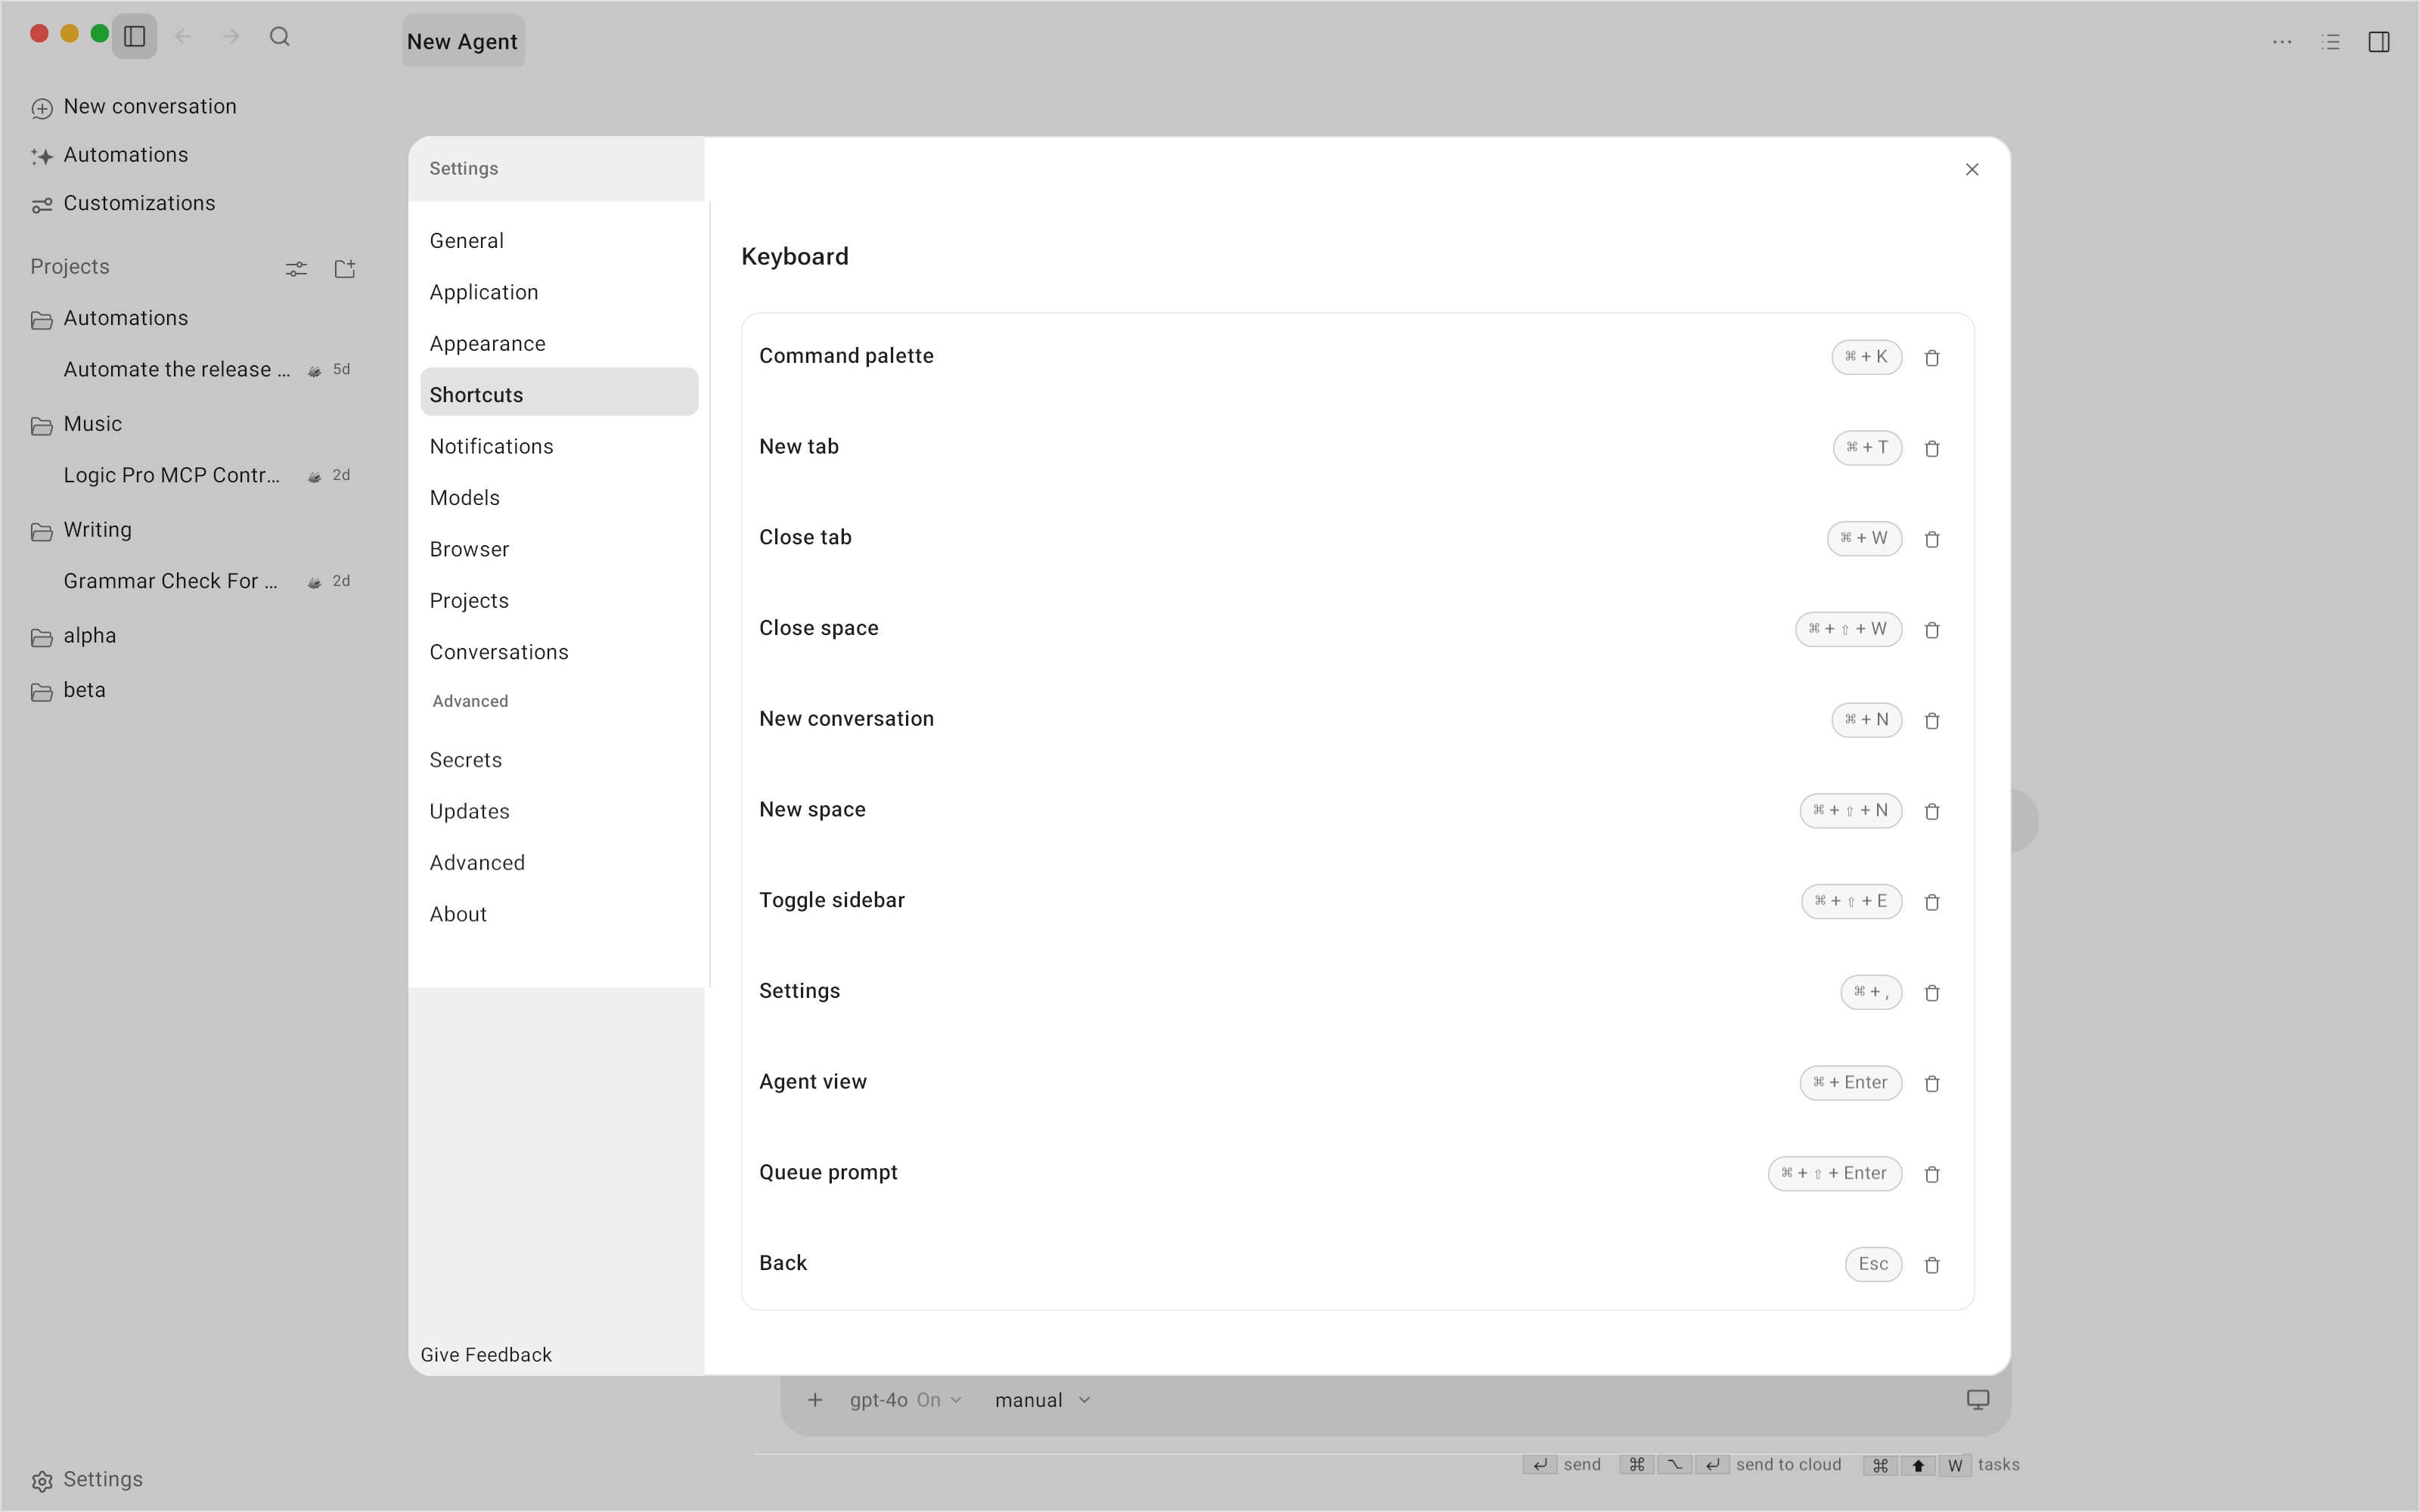 New Agent
New conversation
Automations
Customizations
Projects
Automations
Automate the release ... 5d
Music
Logic Pro MCP Contr... 2d
Writing
Grammar Check For ... 2d
alpha
beta
Settings
Settings
General
Application
Appearance
Shortcuts
Notifications
Models
Browser
Projects
Conversations
Advanced
Secrets
Updates
Advanced
About
Give Feedback
Keyboard
Command palette ⌘ + K
New tab ⌘ + T
Close tab ⌘ + W
Close space ⌘ + ⇧ + W
New conversation ⌘ + N
New space ⌘ + ⇧ + N
Toggle sidebar ⌘ + ⇧ + E
Settings ⌘ + ,
Agent view ⌘ + Enter
Queue prompt ⌘ + ⇧ + Enter
Back Esc
gpt-4o On manual
send ⌘ ⌥ send to cloud ⌘ W tasks